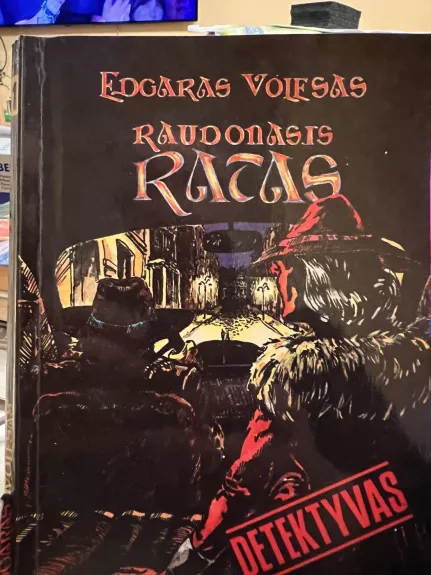 EDGARAS VOLFSAS
RAUDONASIS
RATAS
DETEKTYVAS